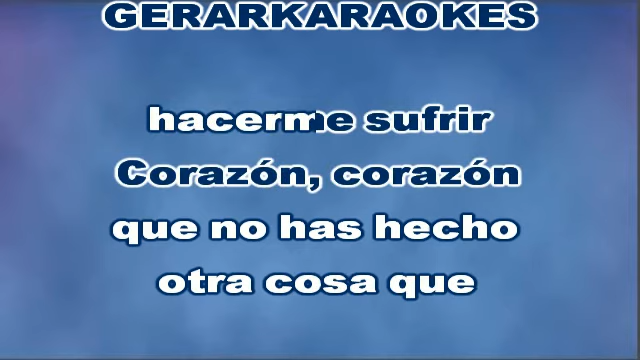 GERARKARAOKES
hacerme sufrir
Corazón, corazón
que no has hecho
otra cosa que